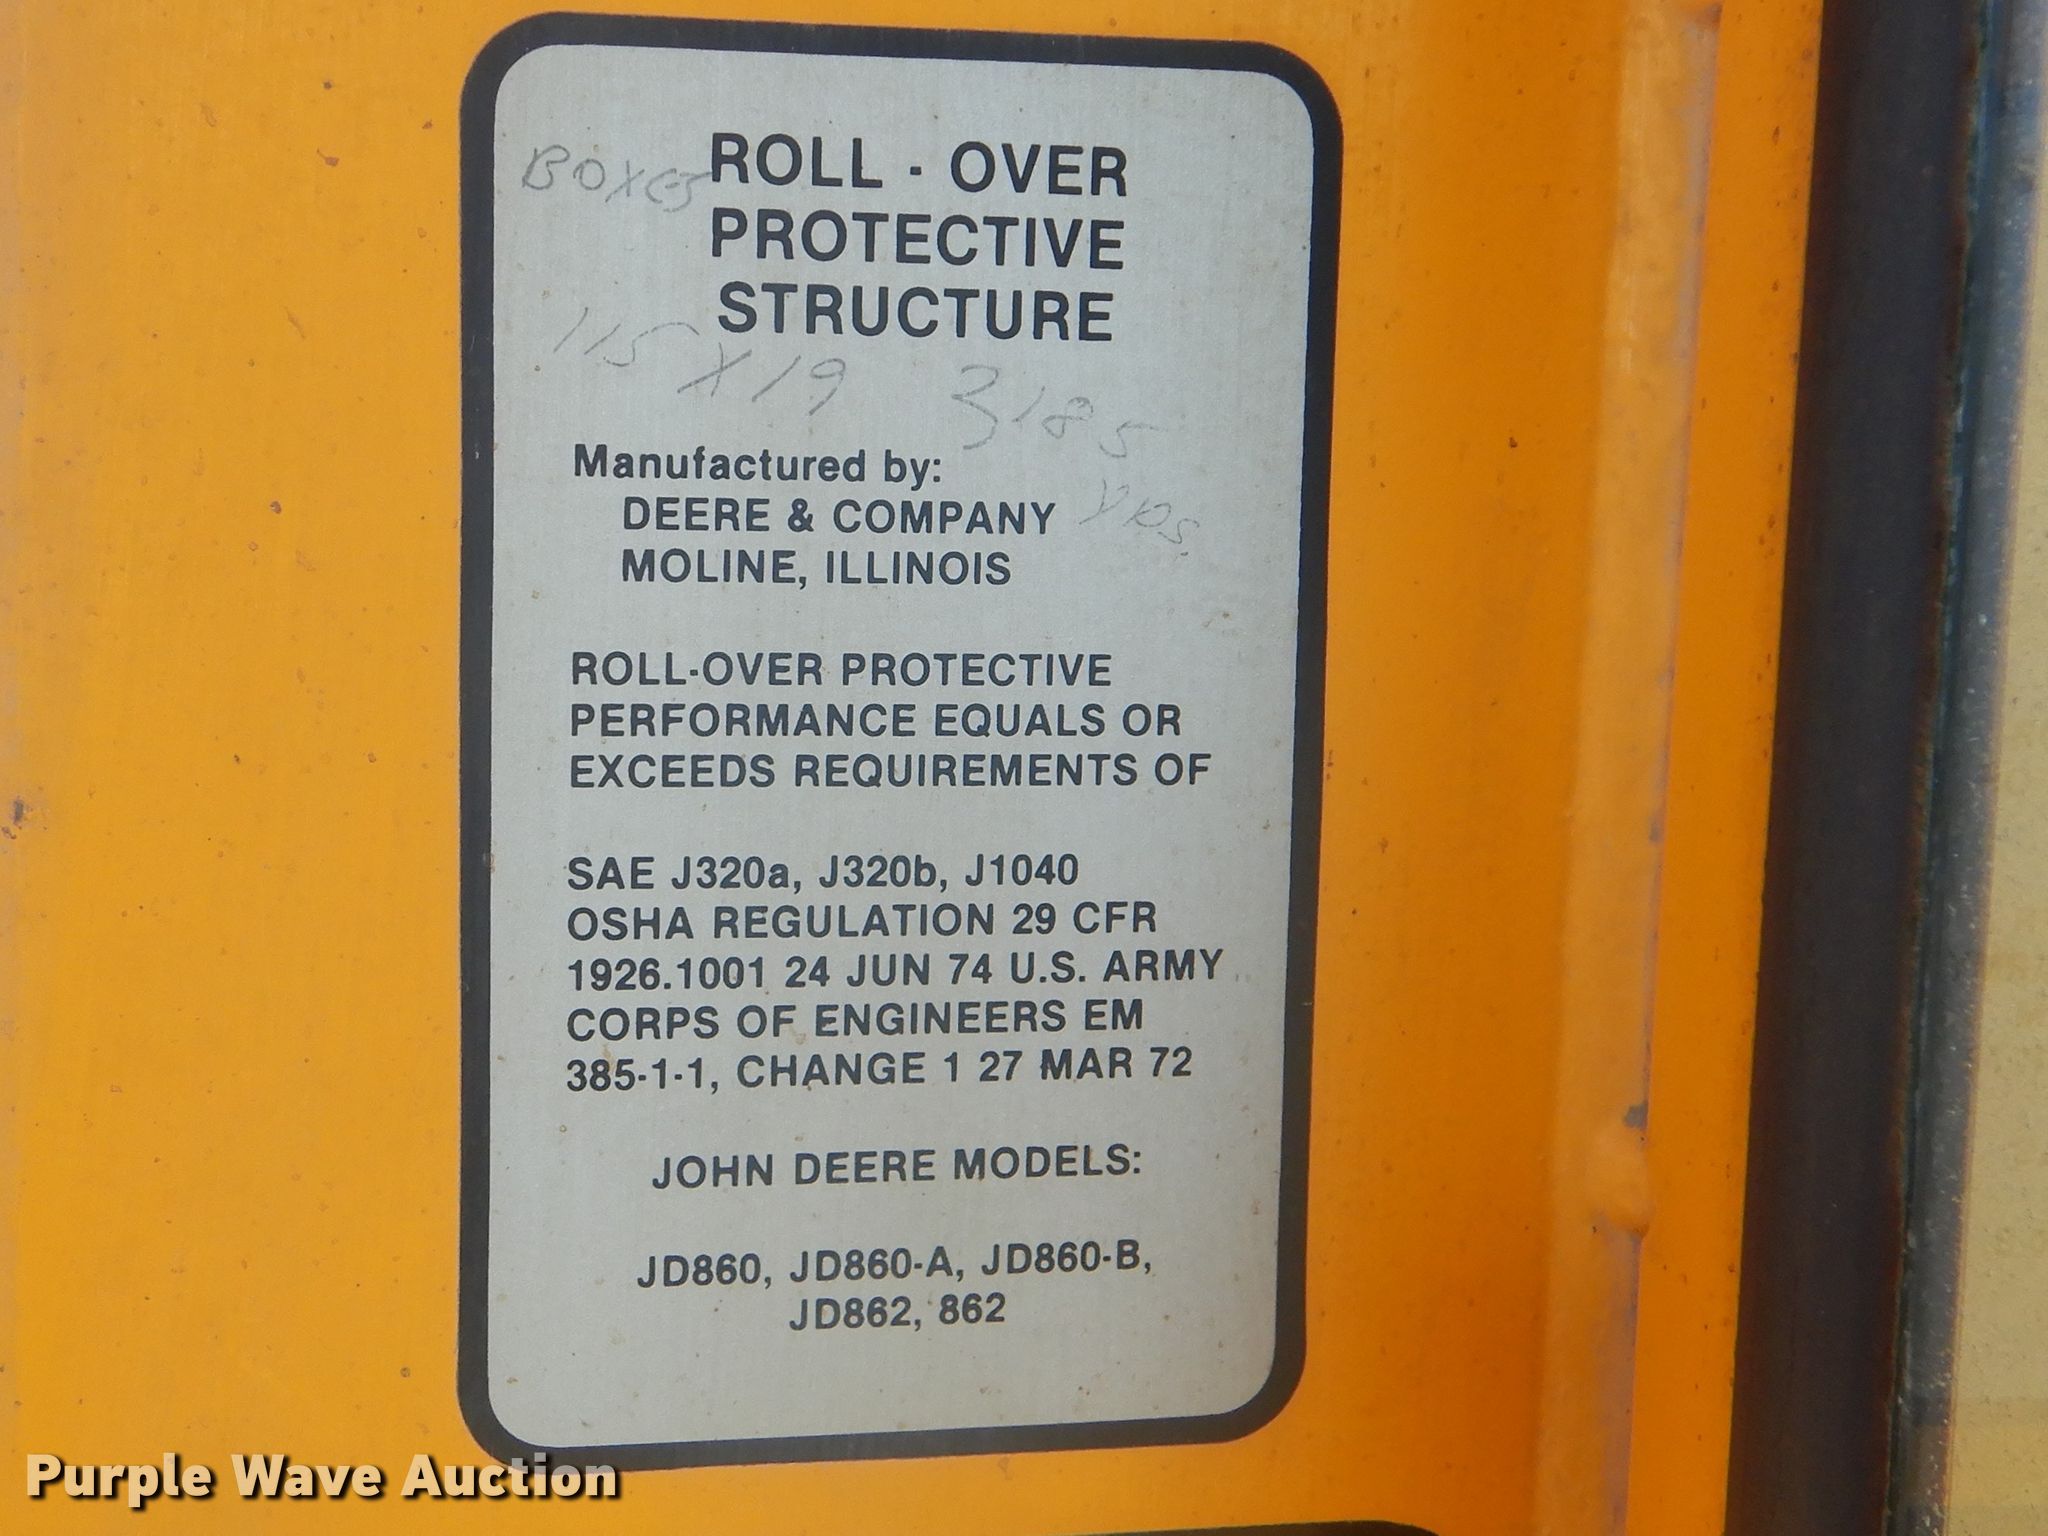 BOXES
ROLL - OVER
PROTECTIVE
STRUCTURE
115 X 19 3185
YDS.
Manufactured by:
DEERE & COMPANY
MOLINE, ILLINOIS
ROLL-OVER PROTECTIVE
PERFORMANCE EQUALS OR
EXCEEDS REQUIREMENTS OF
SAE J320a, J320b, J1040
OSHA REGULATION 29 CFR
1926.1001 24 JUN 74 U.S. ARMY
CORPS OF ENGINEERS EM
385-1-1, CHANGE 1 27 MAR 72
JOHN DEERE MODELS:
JD860, JD860-A, JD860-B,
JD862, 862
Purple Wave Auction